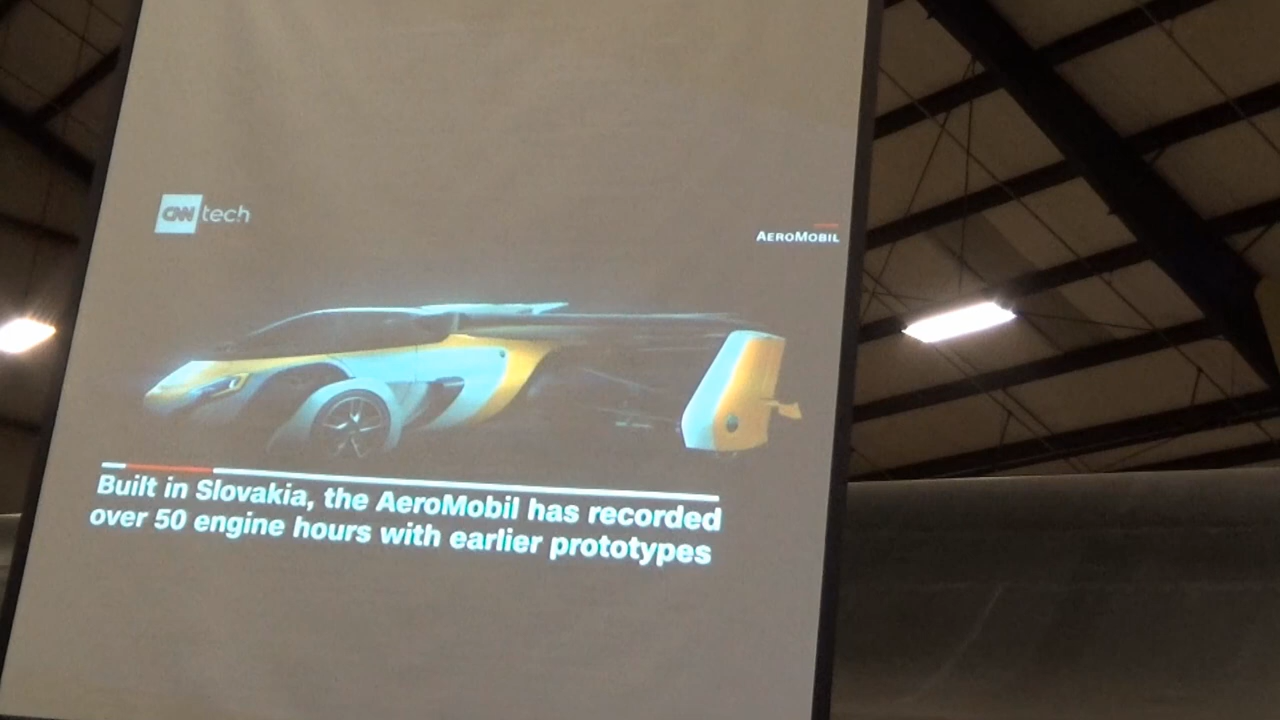 CNN tech
AEROMOBIL
Built in Slovakia, the AeroMobil has recorded
over 50 engine hours with earlier prototypes